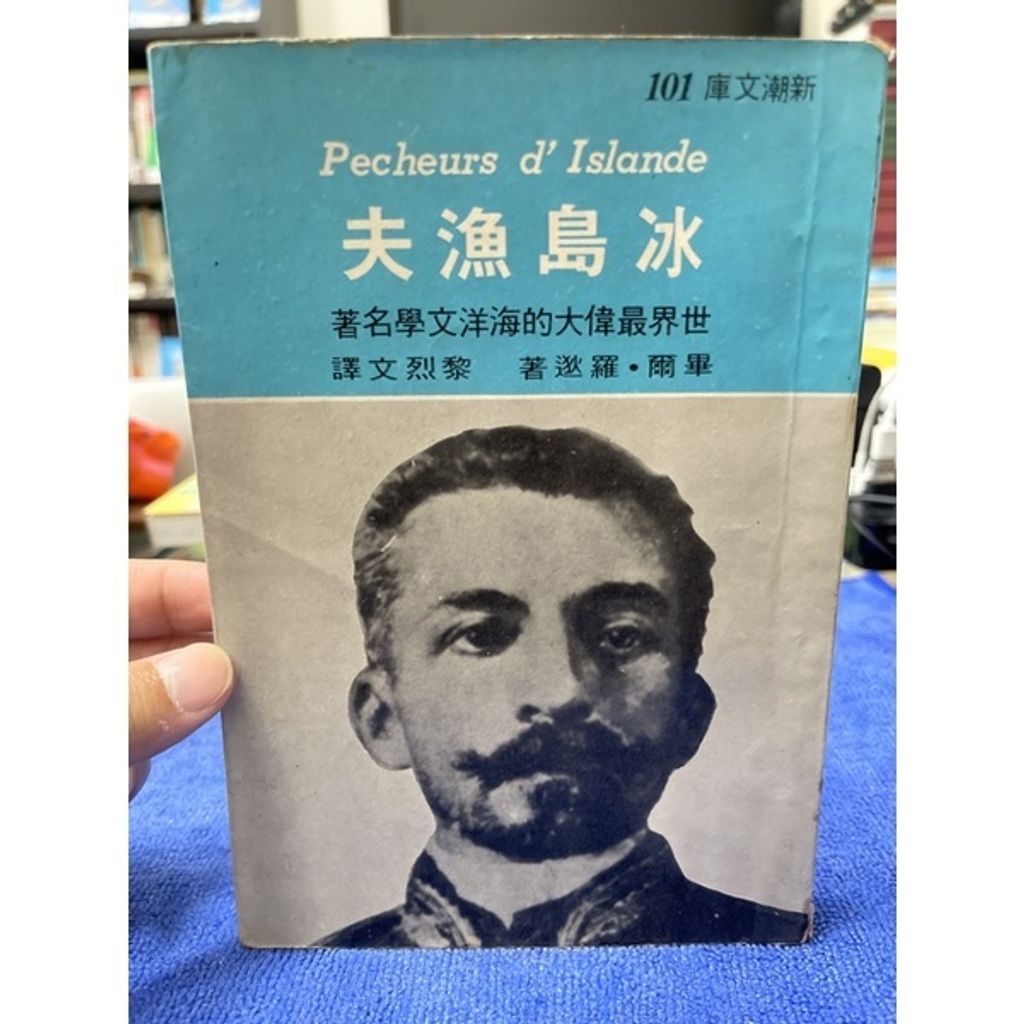 新潮文庫 101
Pecheurs d' Islande
冰島漁夫
世界最偉大的海洋文學名著
畢爾・羅逖著 黎烈文譯